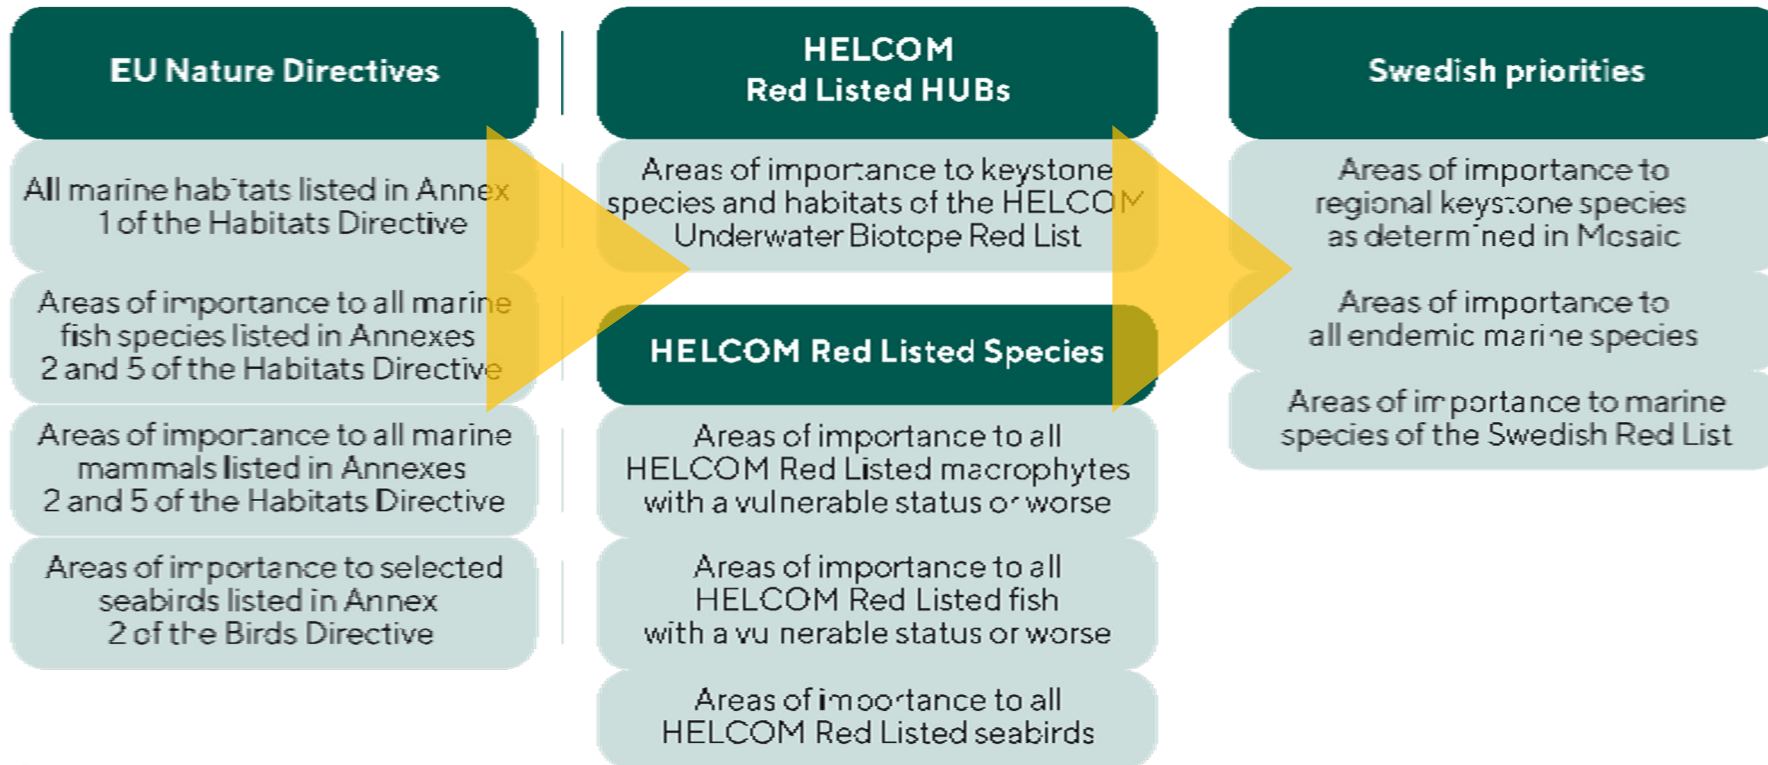 EU Nature Directives
All marine habitats listed in Annex
1 of the Habitats Directive
Areas of importance to all marine
fish species listed in Annexes
2 and 5 of the Habitats Directive
Areas of importance to all marine
mammals listed in Annexes
2 and 5 of the Habitats Directive
Areas of importance to selected
seabirds listed in Annex
2 of the Birds Directive
HELCOM
Red Listed HUBs
Areas of importance to keystone
species and habitats of the HELCOM
Underwater Biotope Red List
HELCOM Red Listed Species
Areas of importance to all
HELCOM Red Listed macrophytes
with a vulnerable status or worse
Areas of importance to all
HELCOM Red Listed fish
with a vulnerable status or worse
Areas of importance to all
HELCOM Red Listed seabirds
Swedish priorities
Areas of importance to
regional keystone species
as determined in Mosaic
Areas of importance to
all endemic marine species
Areas of importance to marine
species of the Swedish Red List